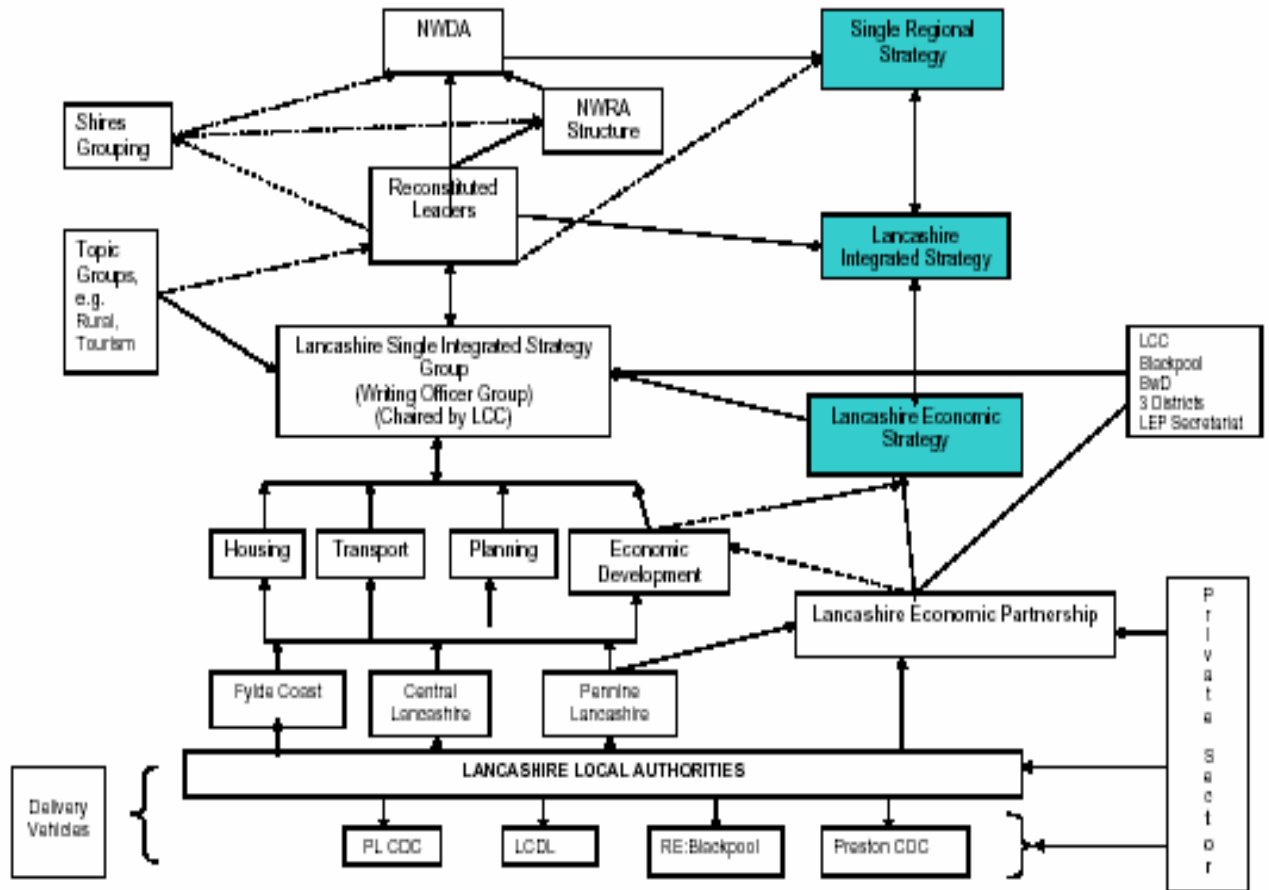 NWDA
Single Regional
Strategy
NWRA
Structure
Shires
Grouping
Reconstituted
Leaders
Topic
Groups,
e.g.
Rural,
Tourism
Lancashire
Integrated Strategy
Lancashire Single Integrated Strategy
Group
(Writing Officer Group)
(Chaired by LCC)
LCC
Blackpool
BwD
3 Districts
LEP Secretariat
Lancashire Economic
Strategy
Housing
Transport
Planning
Economic
Development
Lancashire Economic Partnership
Private Sector
Fylde Coast
Central
Lancashire
Pennine
Lancashire
LANCASHIRE LOCAL AUTHORITIES
Delivery
Vehicles
PL CDC
LCDL
RE:Blackpool
Preston CDC